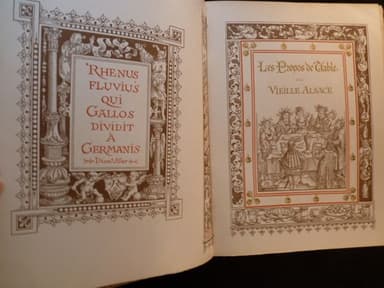 RHENUS
FLUVIUS
QUI
GALLOS
DIVIDIT
A
GERMANIS
Les Propos de Table
VIEILLE ALSACE